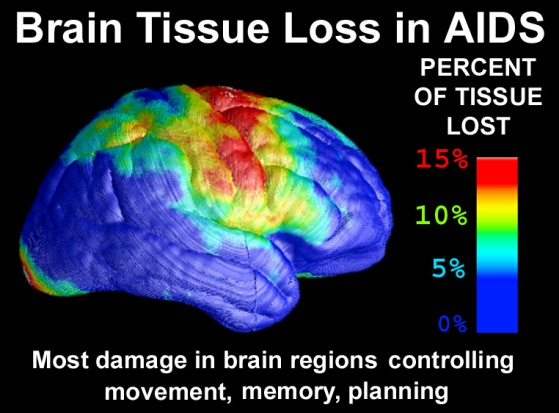 Brain Tissue Loss in AIDS
PERCENT
OF TISSUE
LOST
15%
10%
5%
0%
Most damage in brain regions controlling
movement, memory, planning